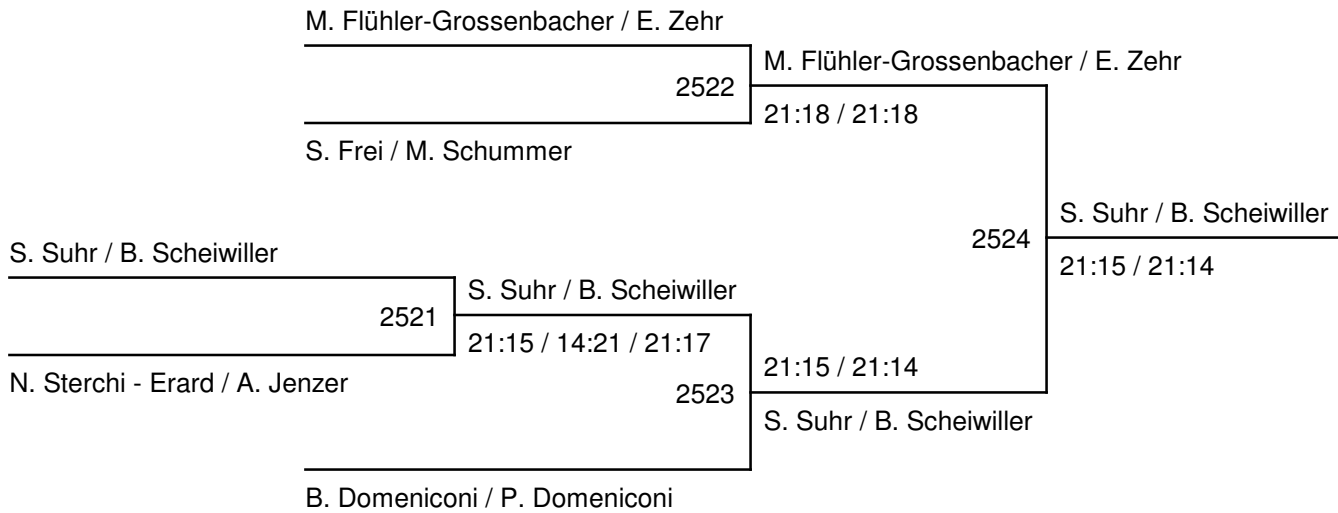 M. Flühler-Grossenbacher / E. Zehr
M. Flühler-Grossenbacher / E. Zehr
2522
21:18 / 21:18
S. Frei / M. Schummer
S. Suhr / B. Scheiwiller
2524
S. Suhr / B. Scheiwiller
21:15 / 21:14
S. Suhr / B. Scheiwiller
2521
21:15 / 14:21 / 21:17
21:15 / 21:14
N. Sterchi - Erard / A. Jenzer
2523
S. Suhr / B. Scheiwiller
B. Domeniconi / P. Domeniconi